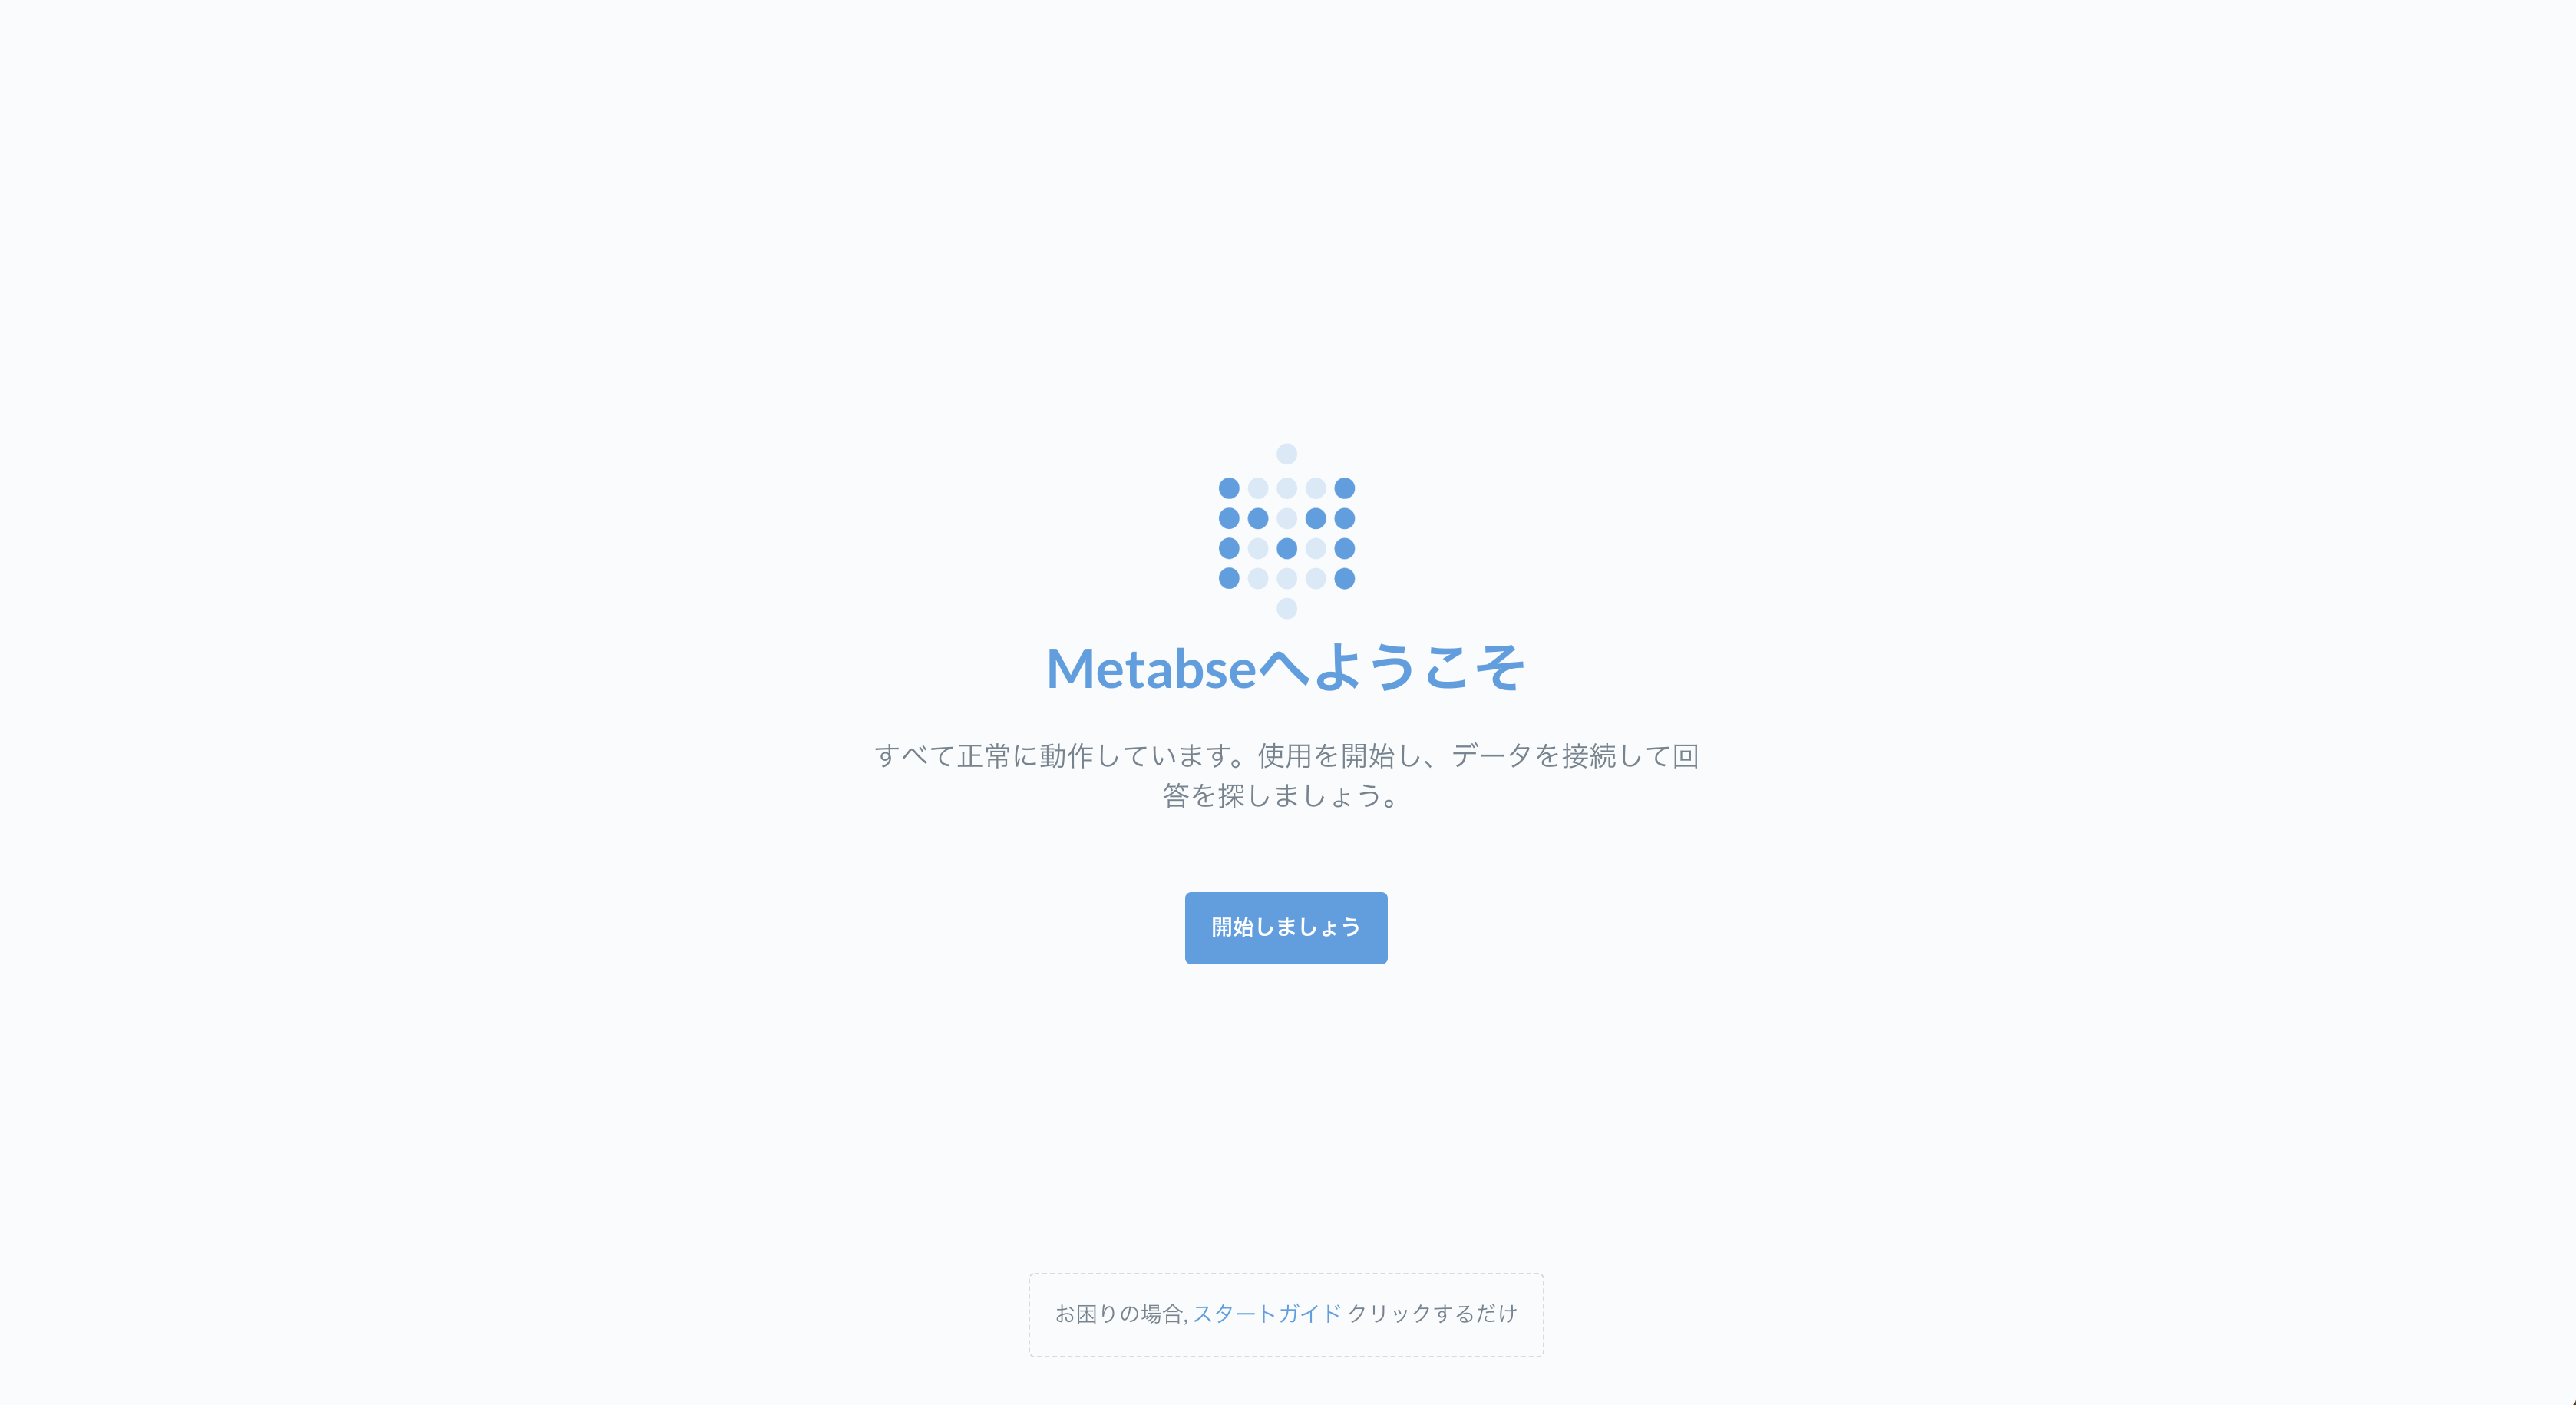 Metabseへようこそ
すべて正常に動作しています。使用を開始し、データを接続して回
答を探しましょう。
開始しましょう
お困りの場合, スタートガイド クリックするだけ